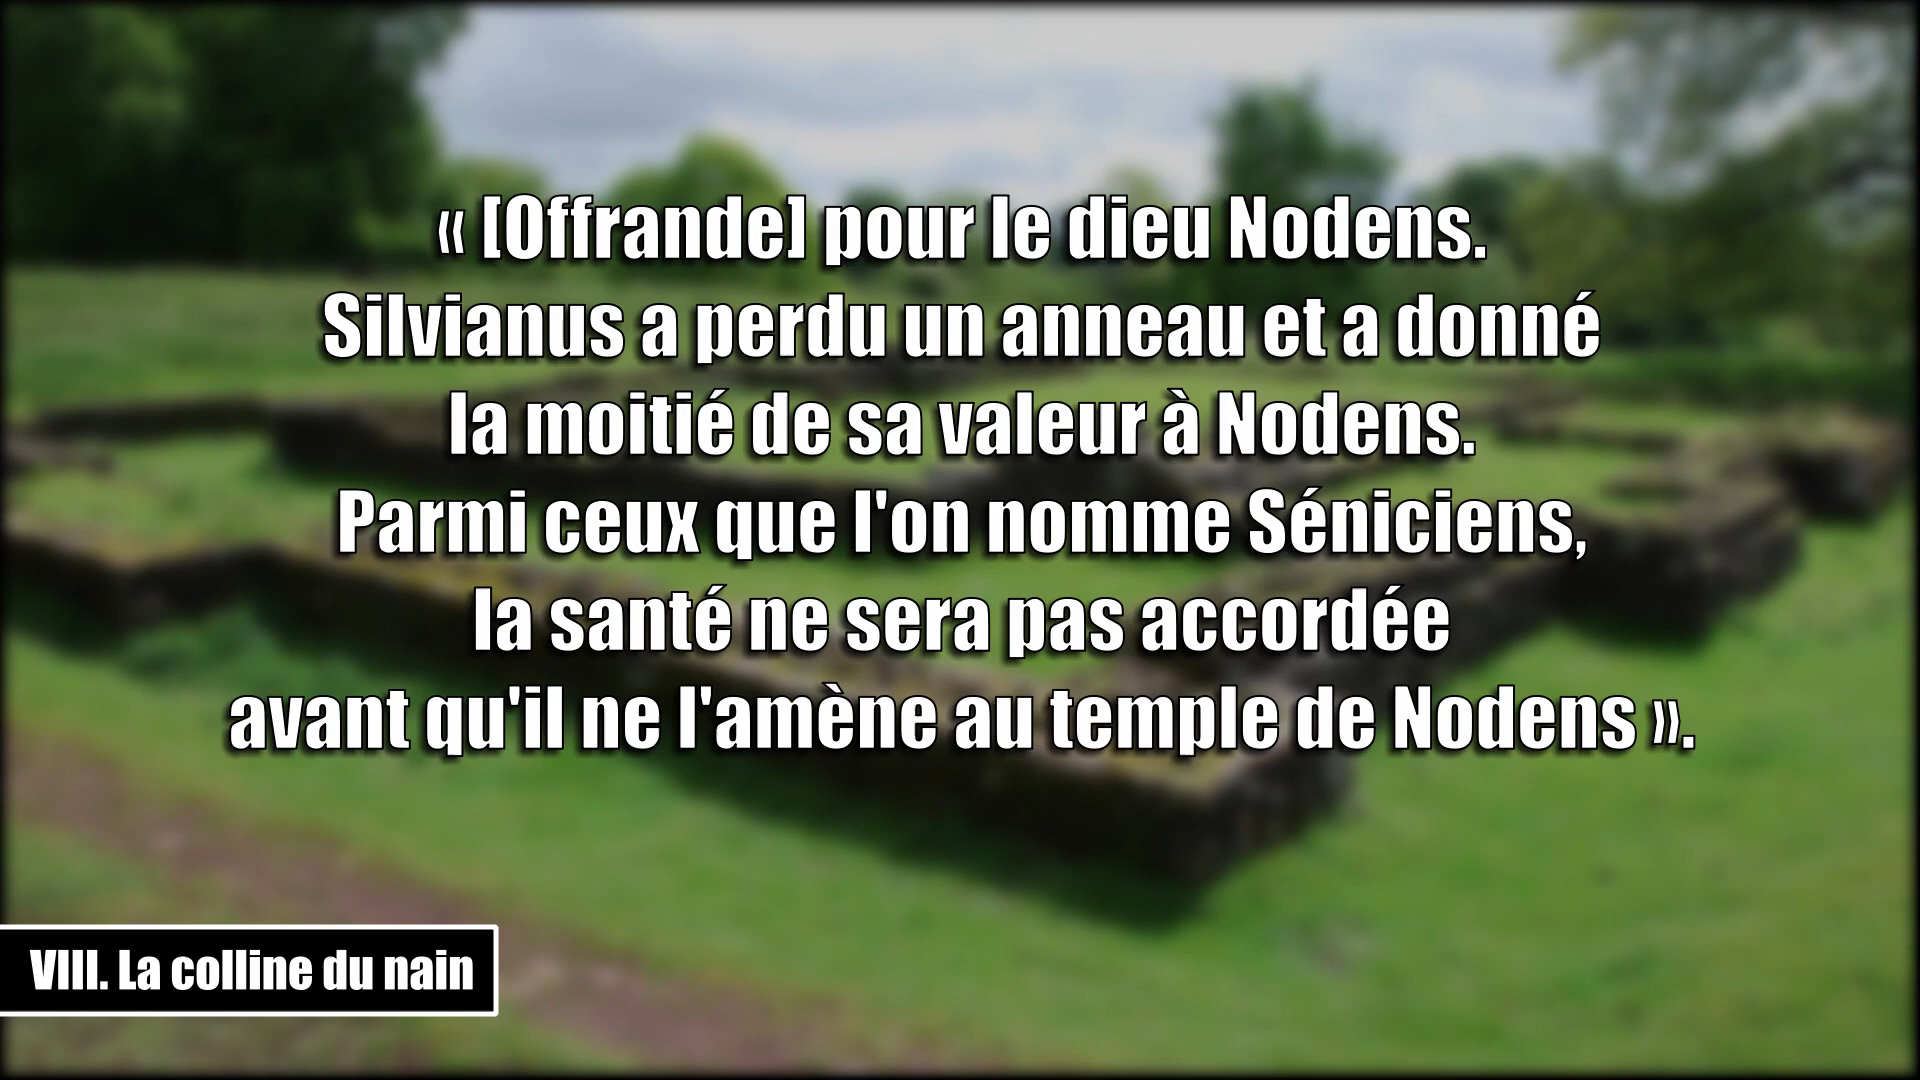 « [Offrande] pour le dieu Nodens.
Silvianus a perdu un anneau et a donné
la moitié de sa valeur à Nodens.
Parmi ceux que l'on nomme Séniciens,
la santé ne sera pas accordée
avant qu'il ne l'amène au temple de Nodens ».
VIII. La colline du nain